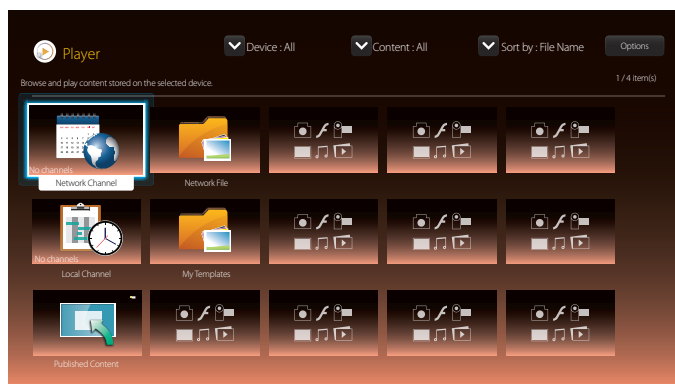 Player
Device : All
Content : All
Sort by : File Name
Options
Browse and play content stored on the selected device.
1 / 4 item(s)
No channels
Network Channel
Network File
No channels
Local Channel
My Templates
Published Content